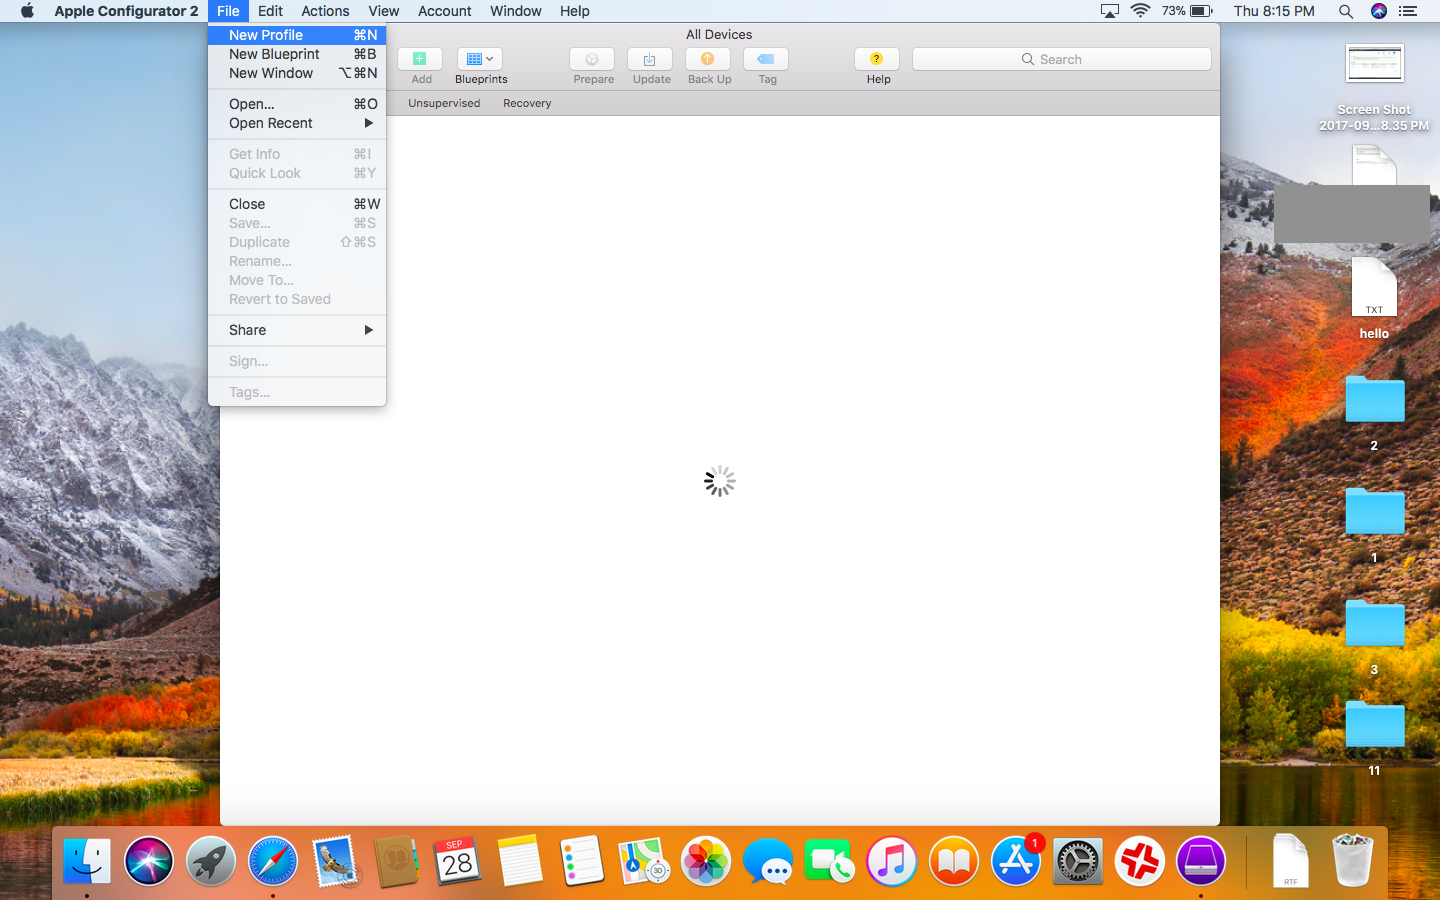 Apple Configurator 2 File Edit Actions View Account Window Help 73% Thu 8:15 PM
New Profile ⌘N
New Blueprint ⌘B
New Window ⌥⌘N
Open... ⌘O
Open Recent ▶
Get Info ⌘I
Quick Look ⌘Y
Close ⌘W
Save... ⌘S
Duplicate ⇧⌘S
Rename...
Move To...
Revert to Saved
Share ▶
Sign...
Tags...
All Devices
Search
Add Blueprints Prepare Update Back Up Tag Help
Unsupervised Recovery
Screen Shot
2017-09...8.35 PM
TXT
hello
2
1
3
11
SEP
28
3D
1
RTF